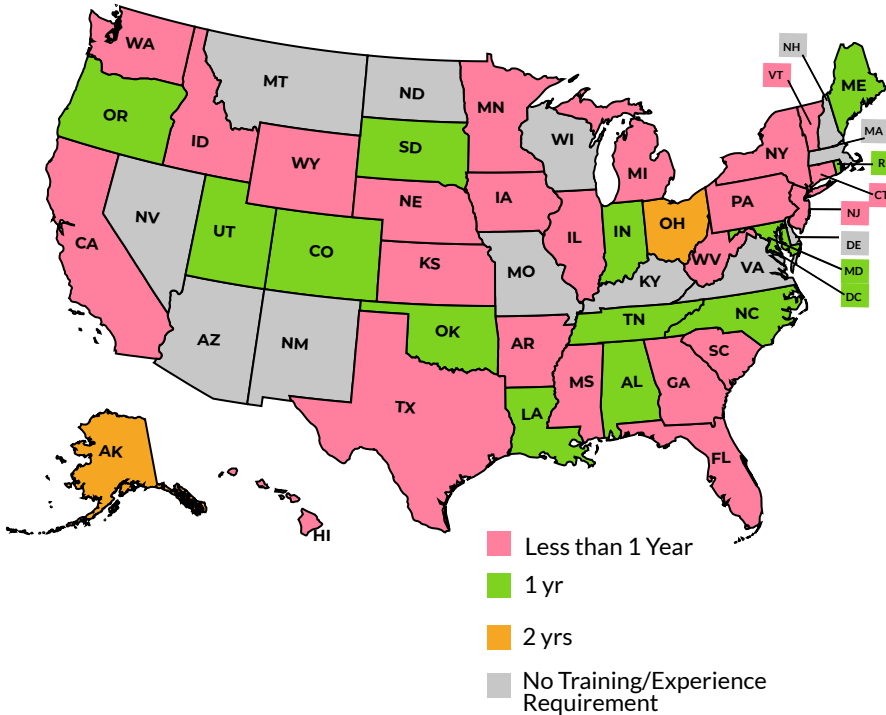 WA
MT
ND
MN
NH
VT
ME
OR
ID
WY
SD
WI
MI
NY
MA
R
CT
NV
UT
CO
NE
IA
IL
IN
OH
PA
NJ
CA
KS
MO
KY
WV
VA
DE
MD
DC
AZ
NM
OK
AR
TN
NC
SC
TX
LA
MS
AL
GA
FL
AK
HI
Less than 1 Year
1 yr
2 yrs
No Training/Experience
Requirement